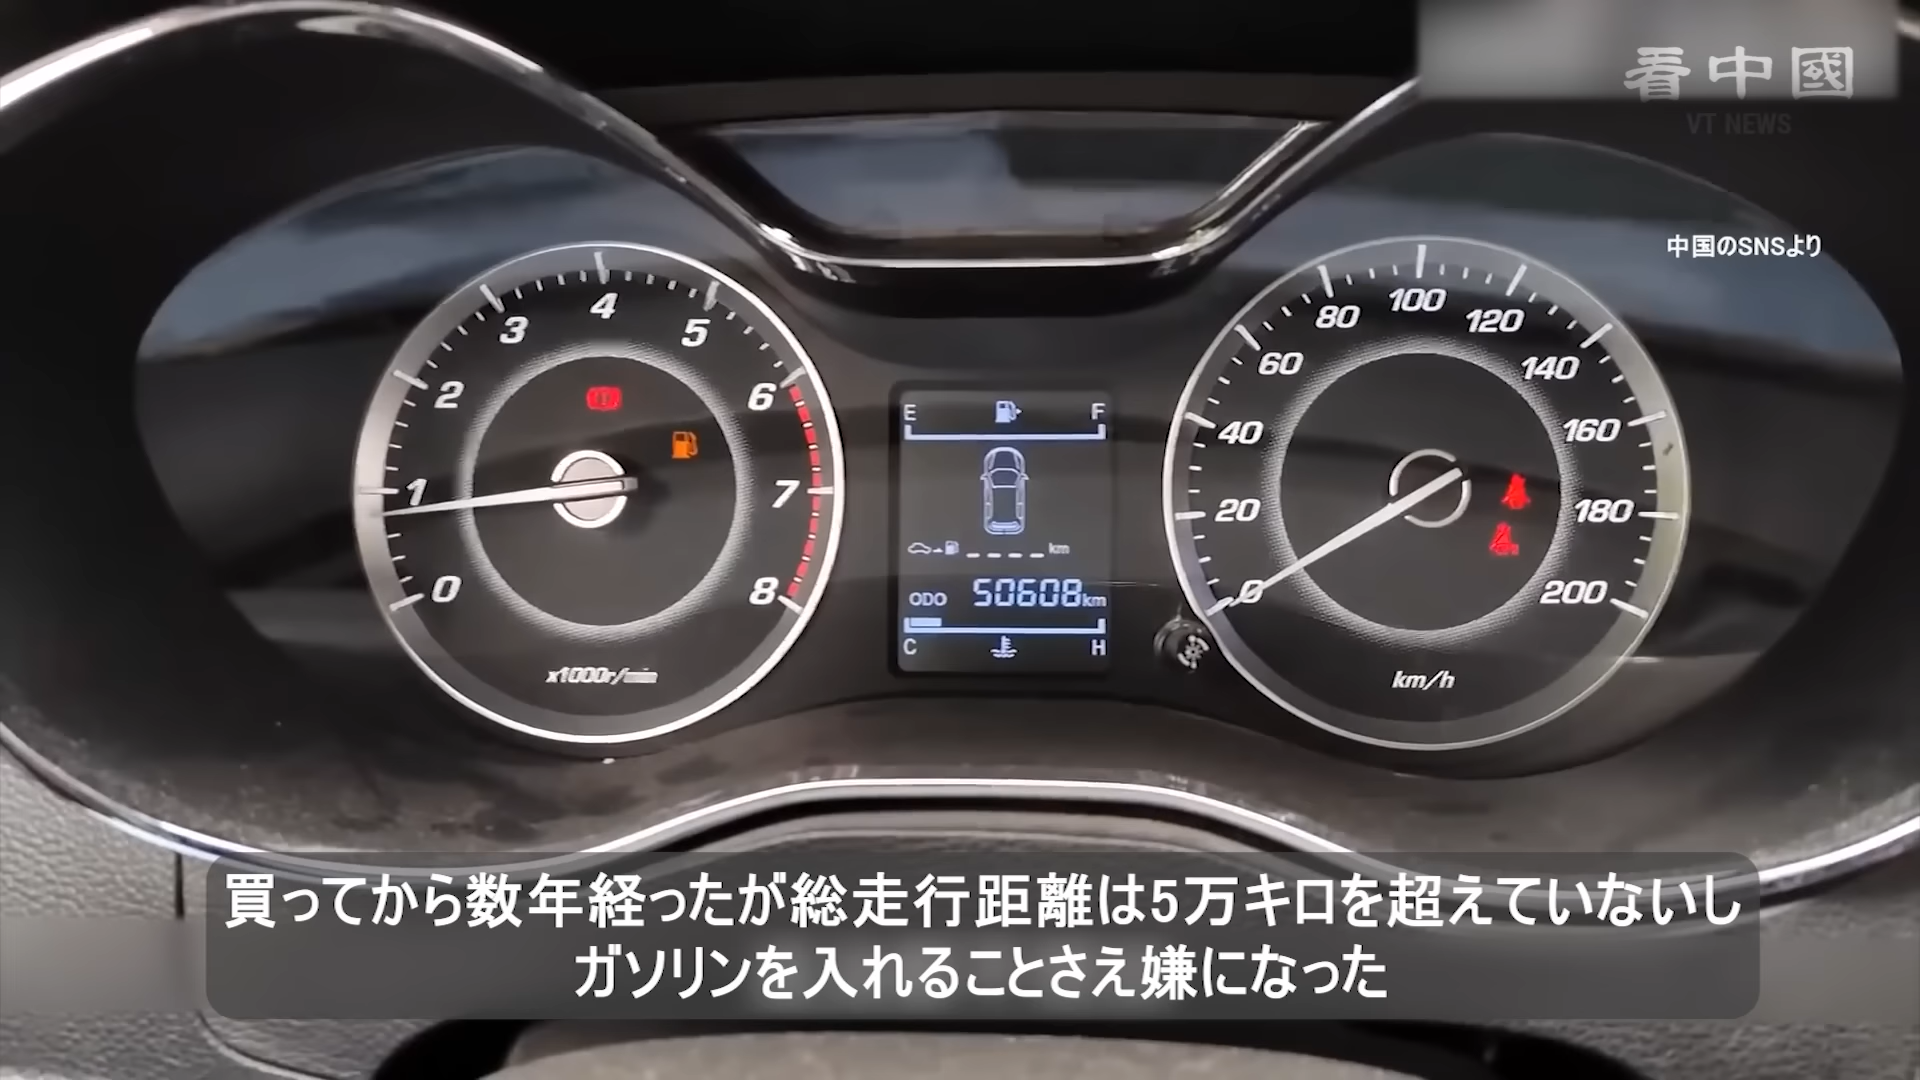 看中國
VT NEWS
中国のSNSより
0
1
2
3
4
5
6
7
8
x1000r/min
E
F
km
ODO 50608km
C
H
0
20
40
60
80
100
120
140
160
180
200
km/h
買ってから数年経ったが総走行距離は5万キロを超えていないし
ガソリンを入れることさえ嫌になった